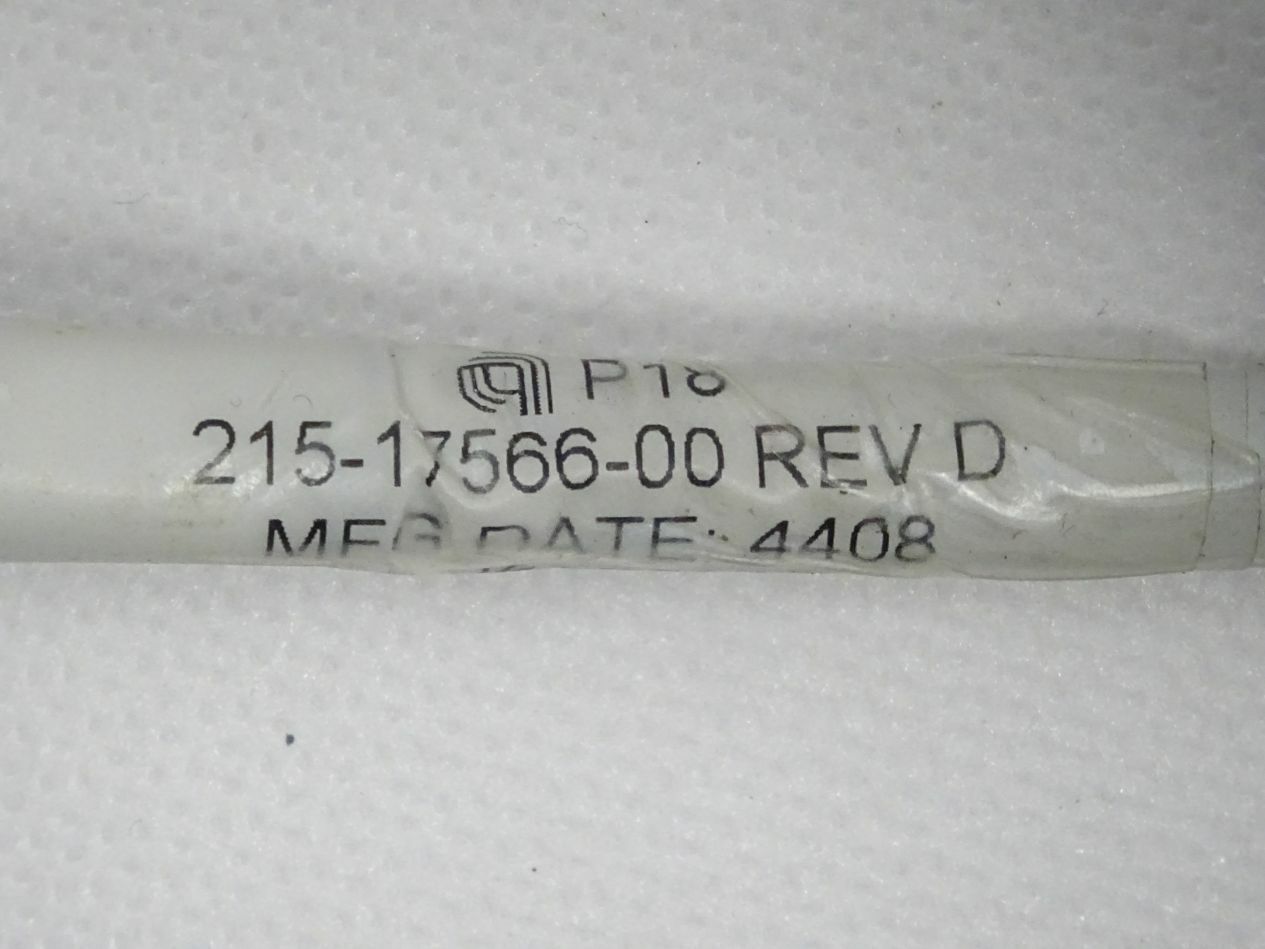 P18
215-17566-00 REV D
MFG DATE: 4408